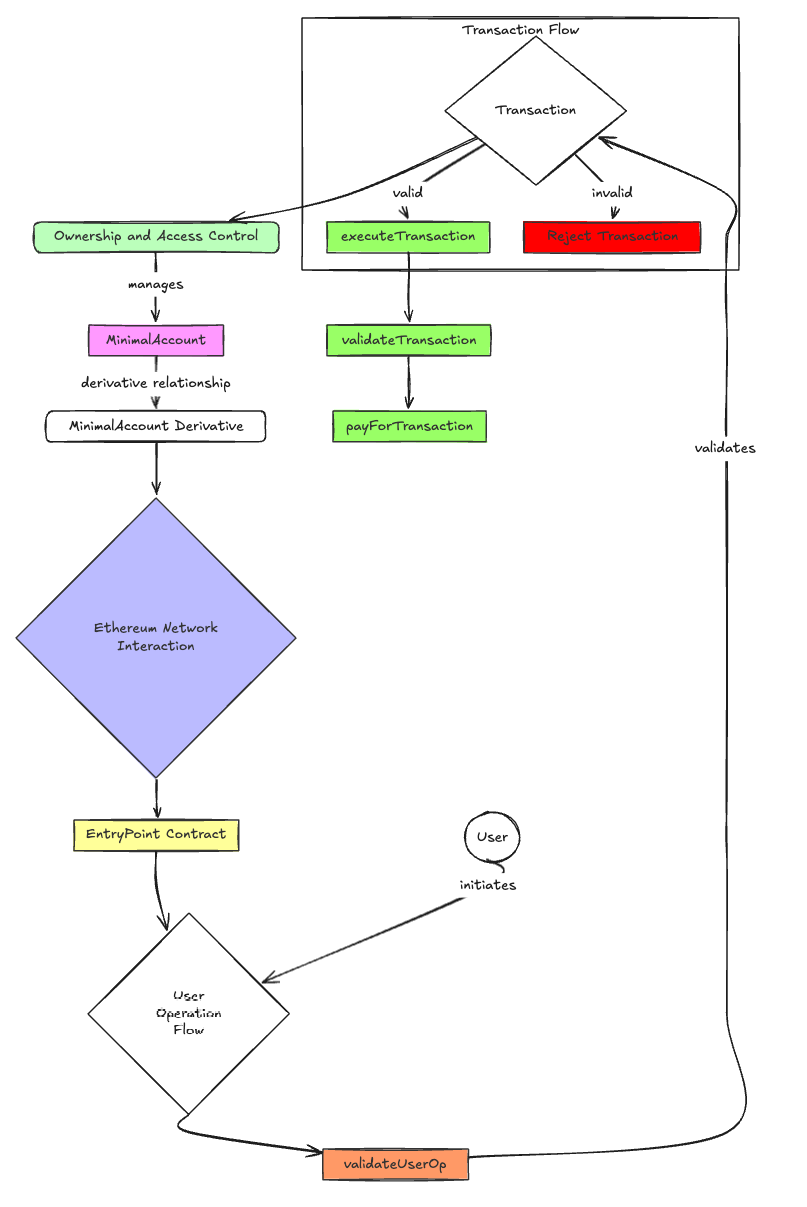 Transaction Flow
Transaction
valid
invalid
Ownership and Access Control
executeTransaction
Reject Transaction
manages
MinimalAccount
validateTransaction
derivative relationship
MinimalAccount Derivative
payForTransaction
validates
Ethereum Network
Interaction
EntryPoint Contract
User
initiates
User
Operation
Flow
validateUserOp